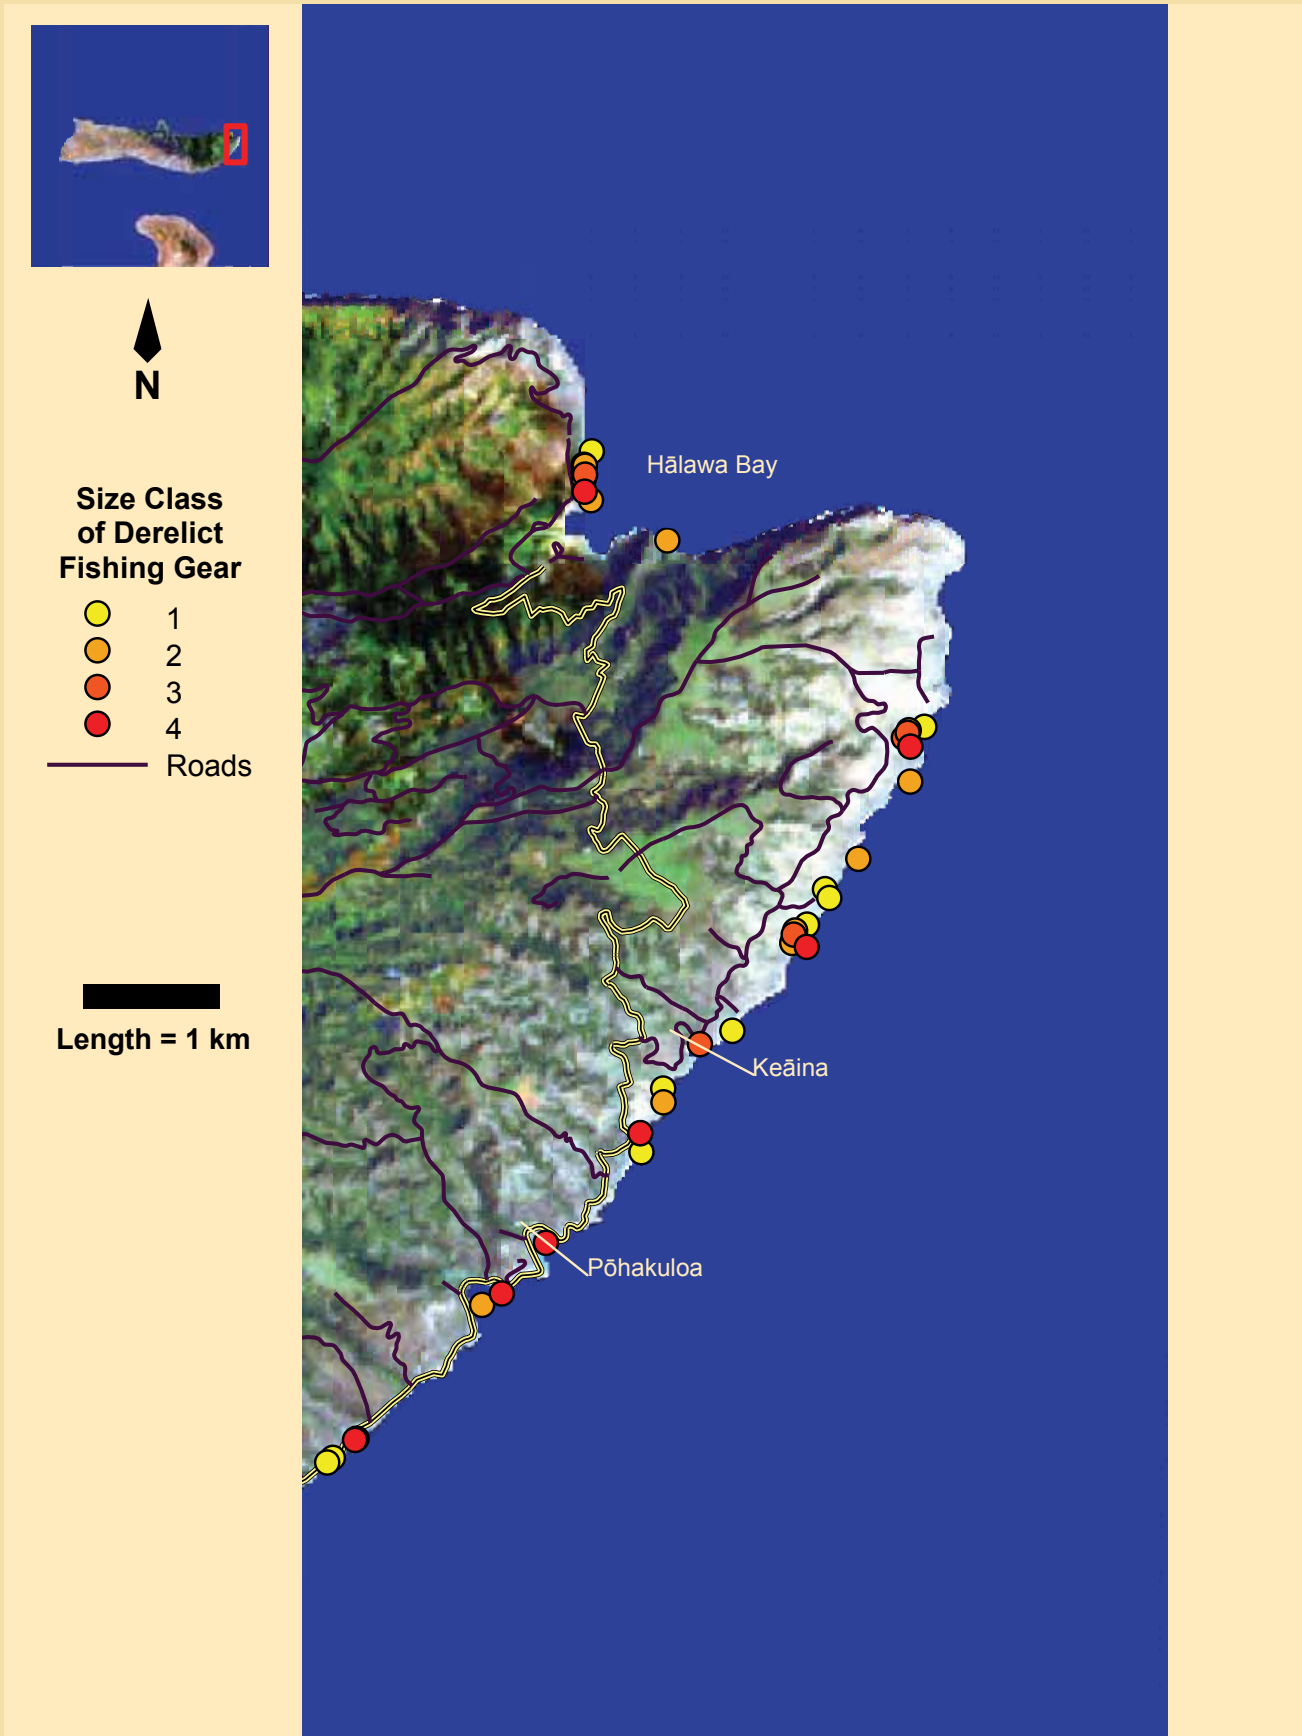 N
Size Class
of Derelict
Fishing Gear
1
2
3
4
Roads
Length = 1 km
Hālawa Bay
Keāina
Pōhakuloa